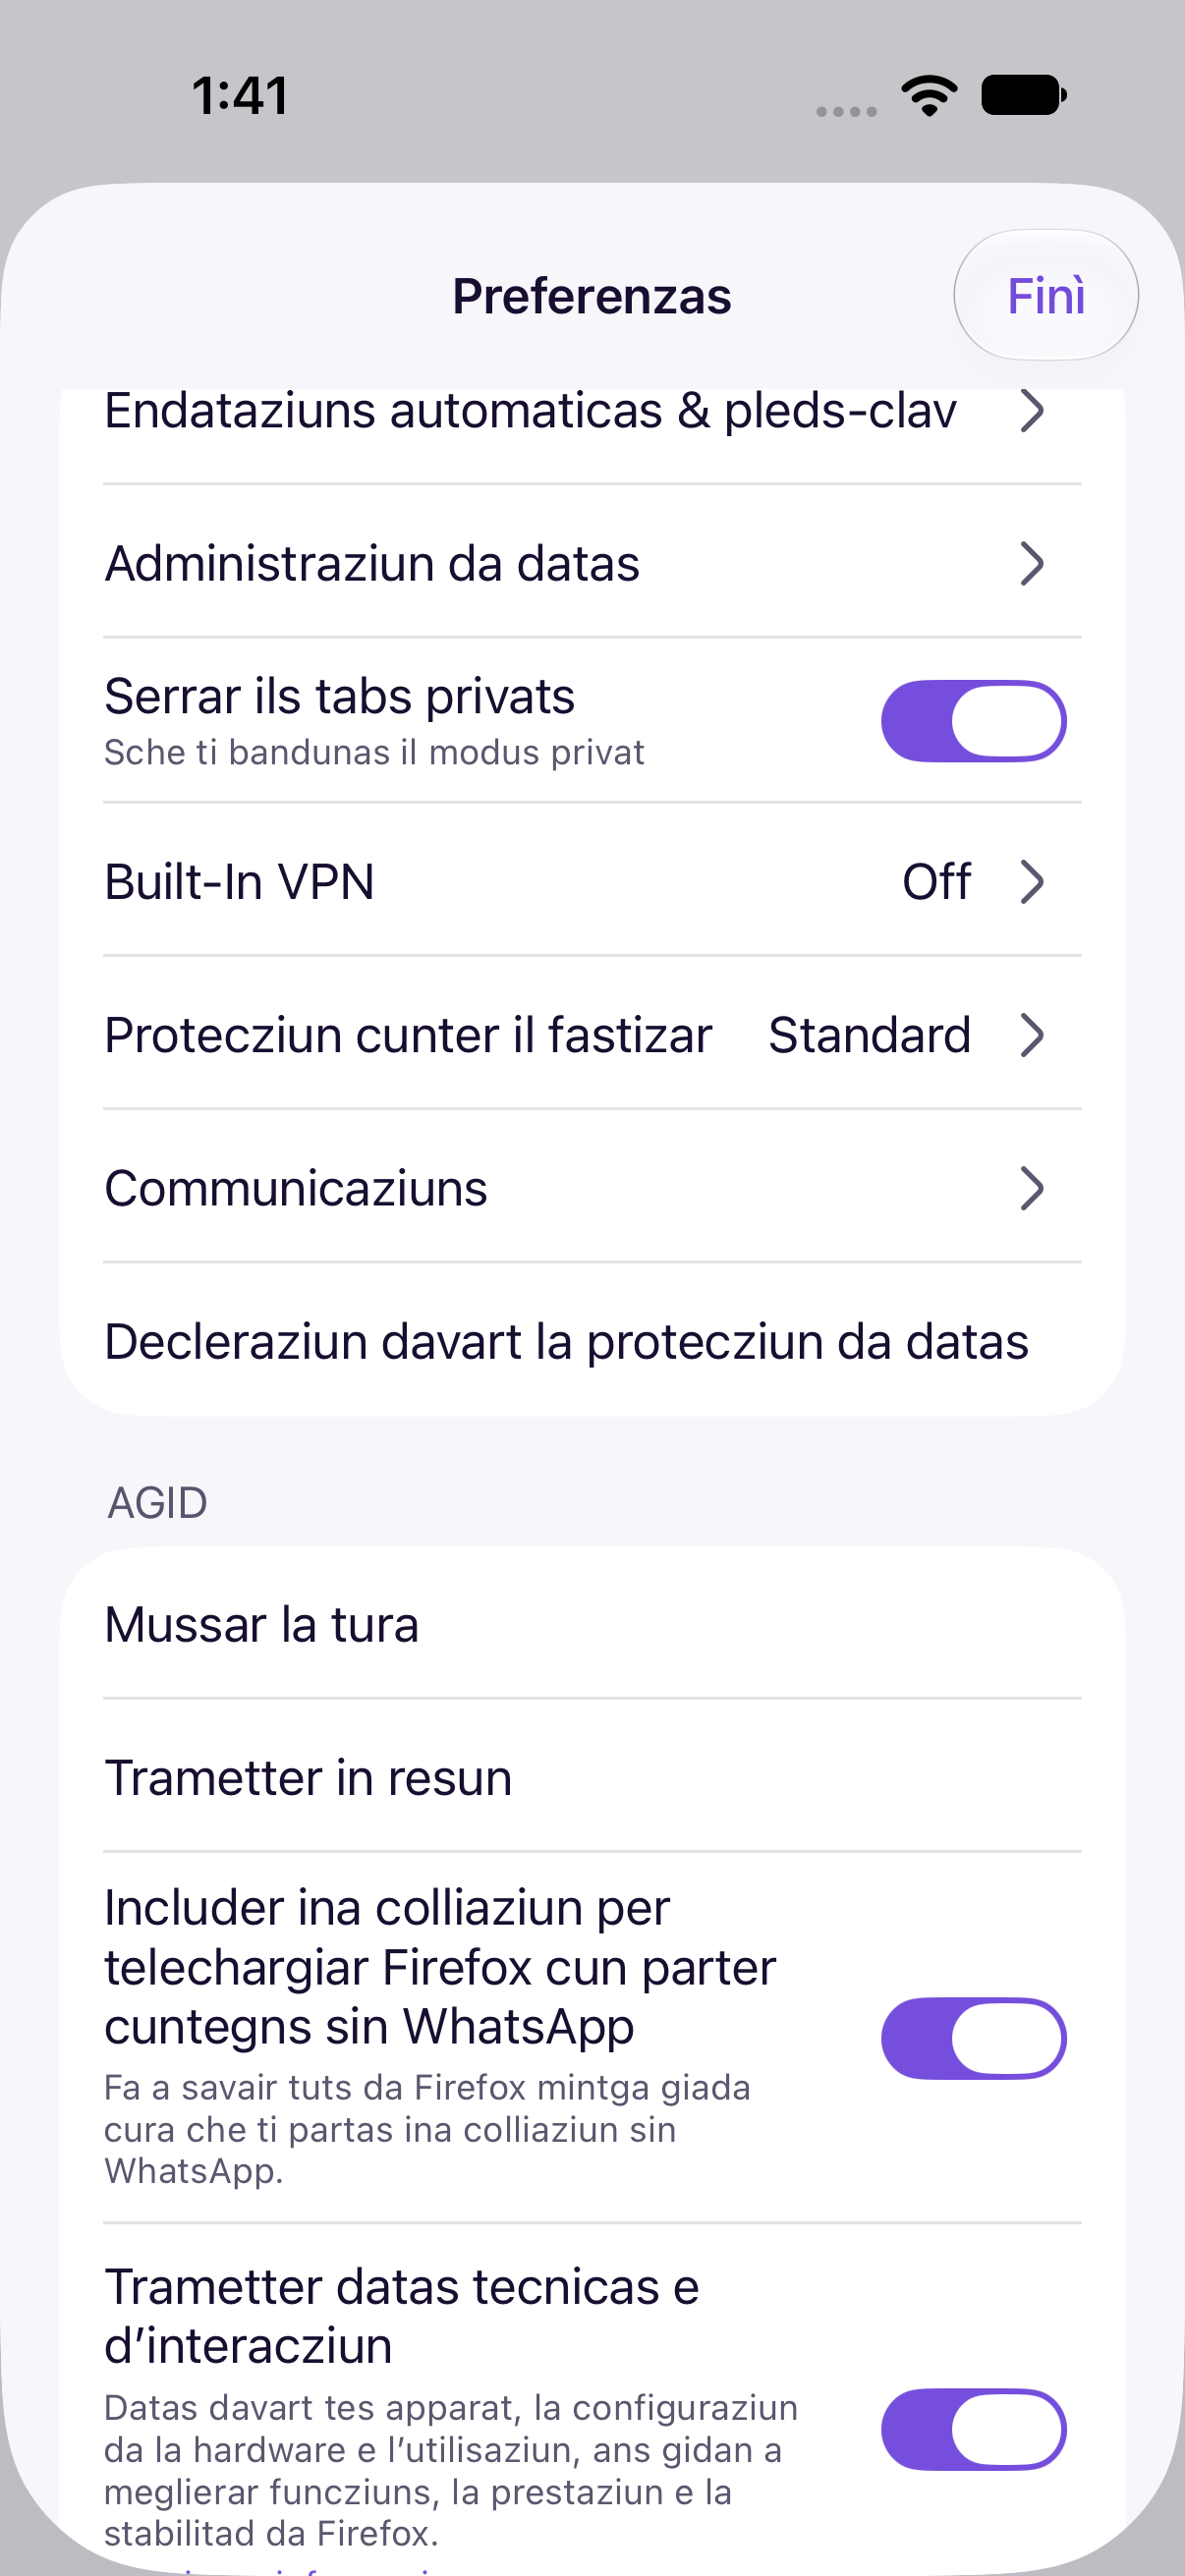 1:41
Preferenzas
Finì
Endataziuns automaticas & pleds-clav
Administraziun da datas
Serrar ils tabs privats
Sche ti bandunas il modus privat
Built-In VPN
Off
Protecziun cunter il fastizar
Standard
Communicaziuns
Decleraziun davart la protecziun da datas
AGID
Mussar la tura
Trametter in resun
Includer ina colliaziun per
telechargiar Firefox cun parter
cuntegns sin WhatsApp
Fa a savair tuts da Firefox mintga giada
cura che ti partas ina colliaziun sin
WhatsApp.
Trametter datas tecnicas e
d’interacziun
Datas davart tes apparat, la configuraziun
da la hardware e l’utilisaziun, ans gidan a
meglierar funcziuns, la prestaziun e la
stabilitad da Firefox.